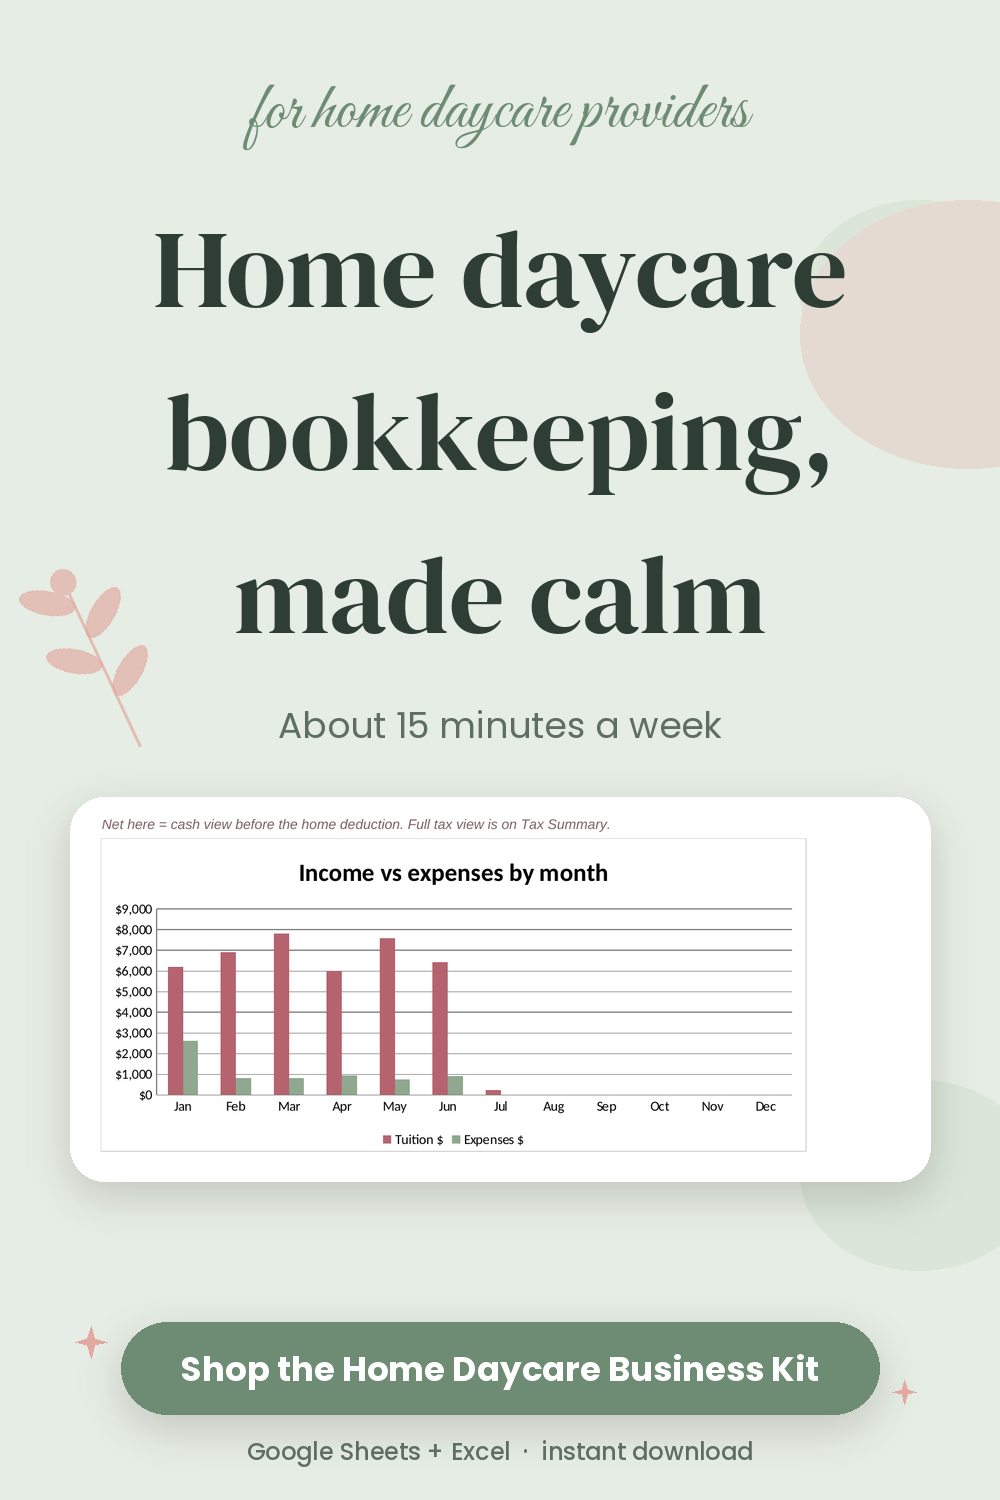 for home daycare providers
Home daycare
bookkeeping,
made calm
About 15 minutes a week
Net here = cash view before the home deduction. Full tax view is on Tax Summary.
Income vs expenses by month
$9,000
$8,000
$7,000
$6,000
$5,000
$4,000
$3,000
$2,000
$1,000
$0
Jan Feb Mar Apr May Jun Jul Aug Sep Oct Nov Dec
Tuition $ Expenses $
Shop the Home Daycare Business Kit
Google Sheets + Excel · instant download